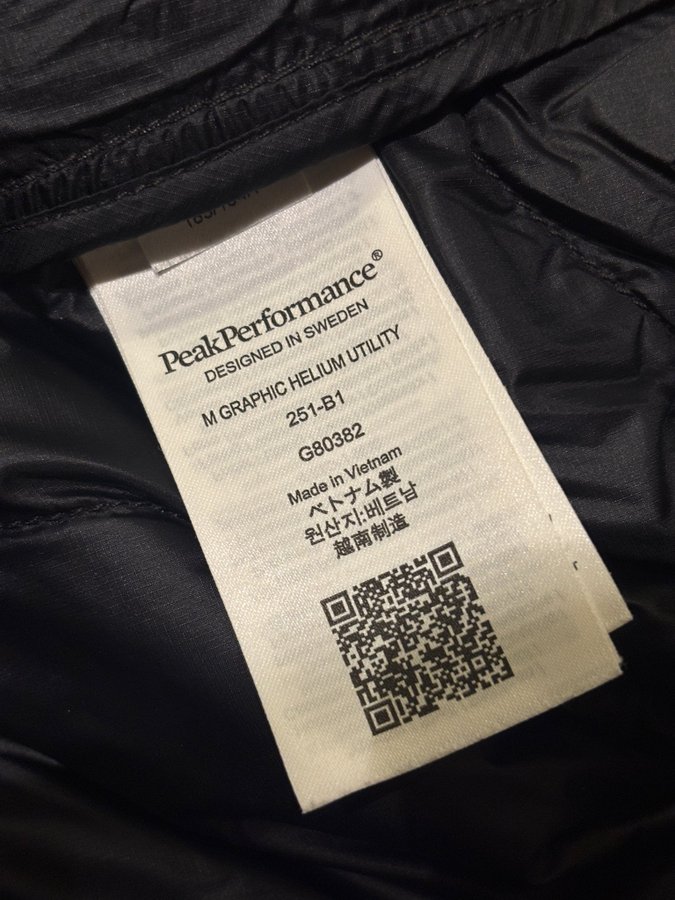 PeakPerformance®
DESIGNED IN SWEDEN
M GRAPHIC HELIUM UTILITY
251-B1
G80382
Made in Vietnam
ベトナム製
원산지:베트남
越南制造